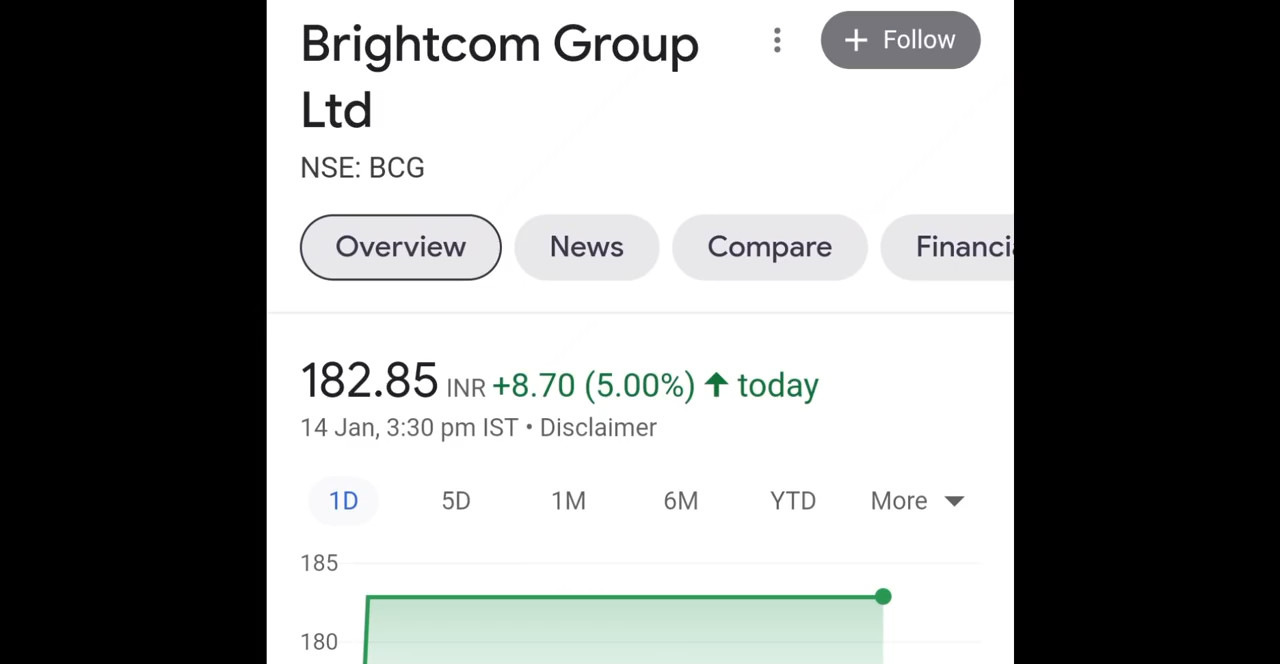 Brightcom Group
Ltd
+ Follow
NSE: BCG
Overview News Compare Financi
182.85 INR +8.70 (5.00%) ↑ today
14 Jan, 3:30 pm IST • Disclaimer
1D 5D 1M 6M YTD More
185
180